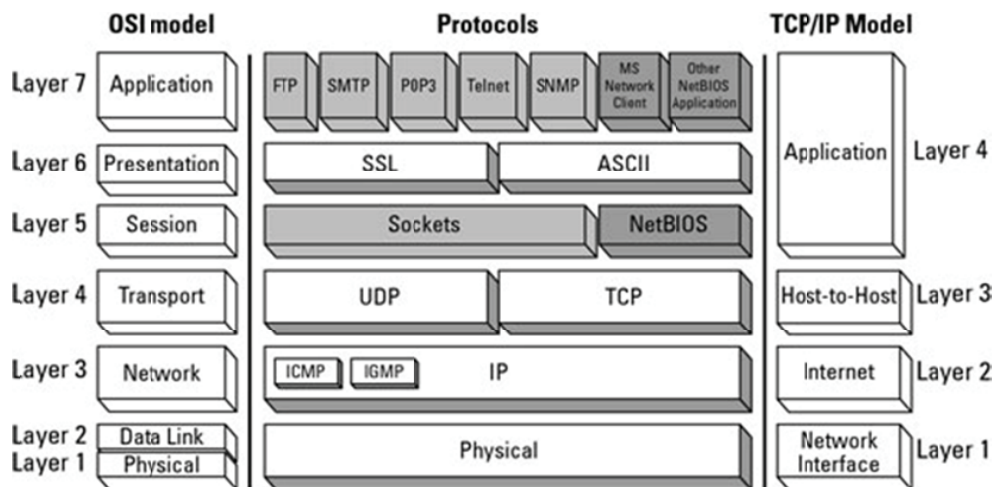 OSI model
Protocols
TCP/IP Model
Layer 7
Application
FTP
SMTP
POP3
Telnet
SNMP
MS
Network
Client
Other
NetBIOS
Application
Layer 6
Presentation
SSL
ASCII
Application
Layer 4
Layer 5
Session
Sockets
NetBIOS
Layer 4
Transport
UDP
TCP
Host-to-Host
Layer 3
Layer 3
Network
ICMP
IGMP
IP
Internet
Layer 2
Layer 2
Data Link
Layer 1
Physical
Physical
Network
Interface
Layer 1